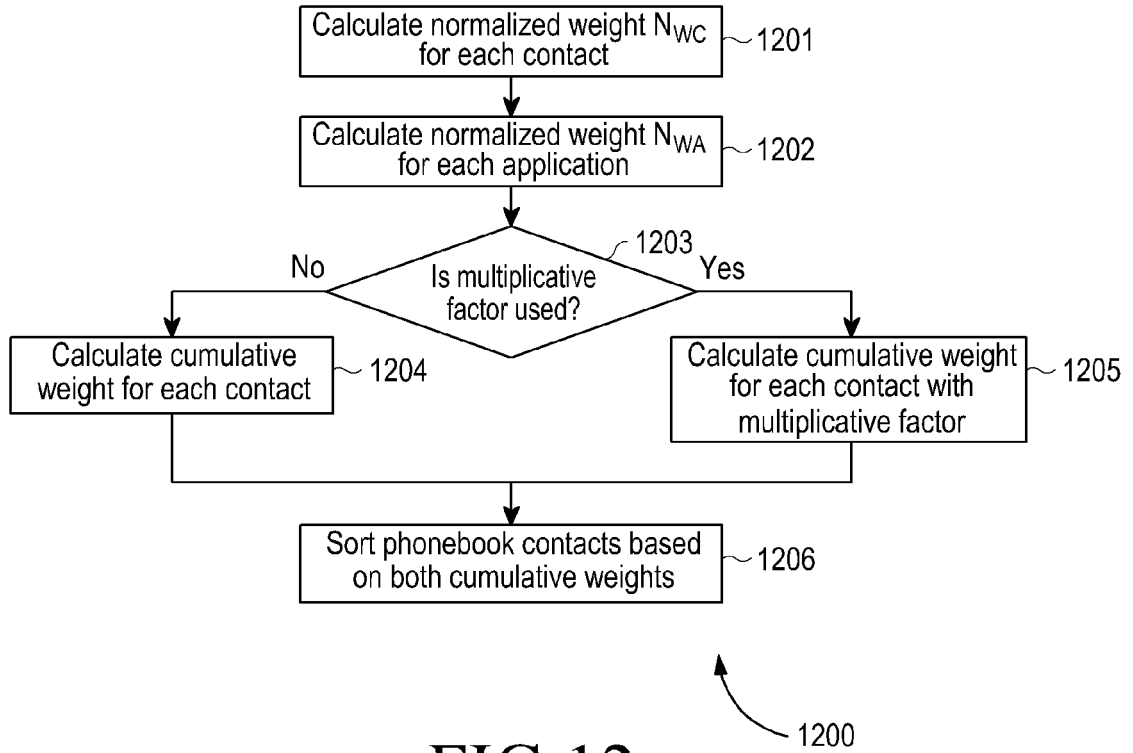 Calculate normalized weight NWC
for each contact
1201
Calculate normalized weight NWA
for each application
1202
1203
No
Is multiplicative
factor used?
Yes
Calculate cumulative
weight for each contact
1204
Calculate cumulative weight
for each contact with
multiplicative factor
1205
Sort phonebook contacts based
on both cumulative weights
1206
1200